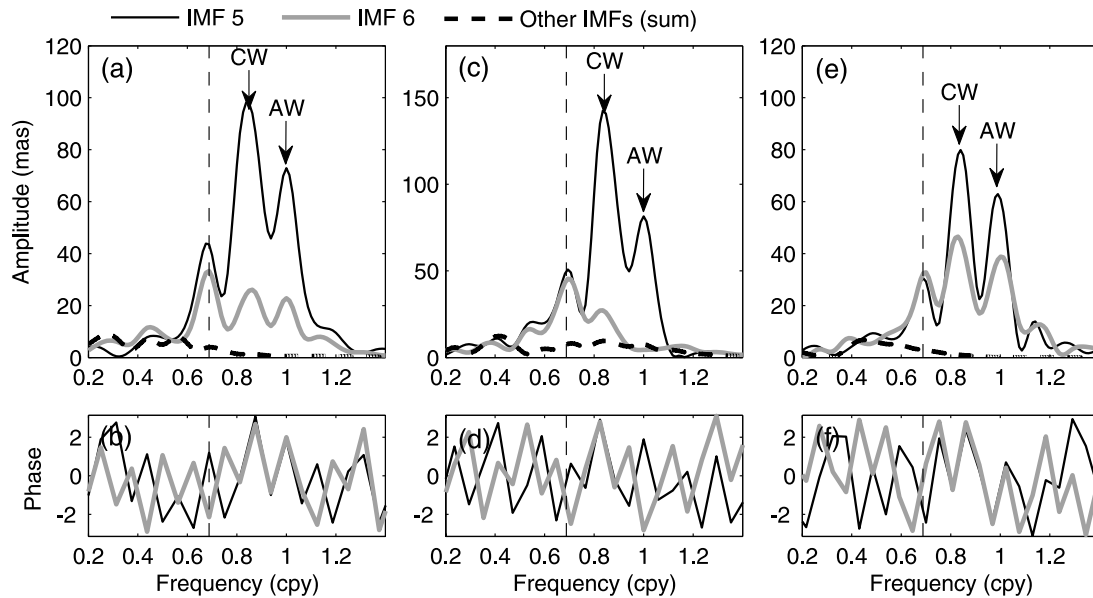 IMF 5 IMF 6 Other IMFs (sum)
(a) CW AW
(c) CW AW
(e) CW AW
Amplitude (mas)
120
100
80
60
40
20
0
0.2 0.4 0.6 0.8 1 1.2
150
100
50
0
0.2 0.4 0.6 0.8 1 1.2
120
100
80
60
40
20
0
0.2 0.4 0.6 0.8 1 1.2
Phase
(b)
2
0
-2
0.2 0.4 0.6 0.8 1 1.2
Frequency (cpy)
(d)
2
0
-2
0.2 0.4 0.6 0.8 1 1.2
Frequency (cpy)
(f)
2
0
-2
0.2 0.4 0.6 0.8 1 1.2
Frequency (cpy)